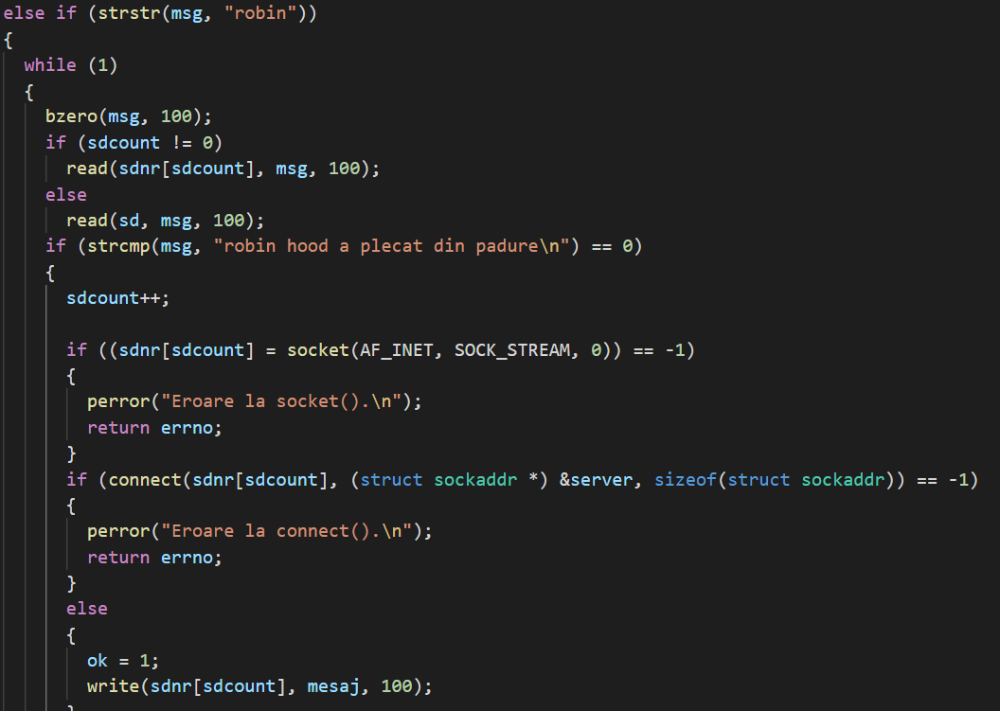 else if (strstr(msg, "robin"))
{
while (1)
{
bzero(msg, 100);
if (sdcount != 0)
read(sdnr[sdcount], msg, 100);
else
read(sd, msg, 100);
if (strcmp(msg, "robin hood a plecat din padure\n") == 0)
{
sdcount++;
if ((sdnr[sdcount] = socket(AF_INET, SOCK_STREAM, 0)) == -1)
{
perror("Eroare la socket().\n");
return errno;
}
if (connect(sdnr[sdcount], (struct sockaddr *) &server, sizeof(struct sockaddr)) == -1)
{
perror("Eroare la connect().\n");
return errno;
}
else
{
ok = 1;
write(sdnr[sdcount], mesaj, 100);
}